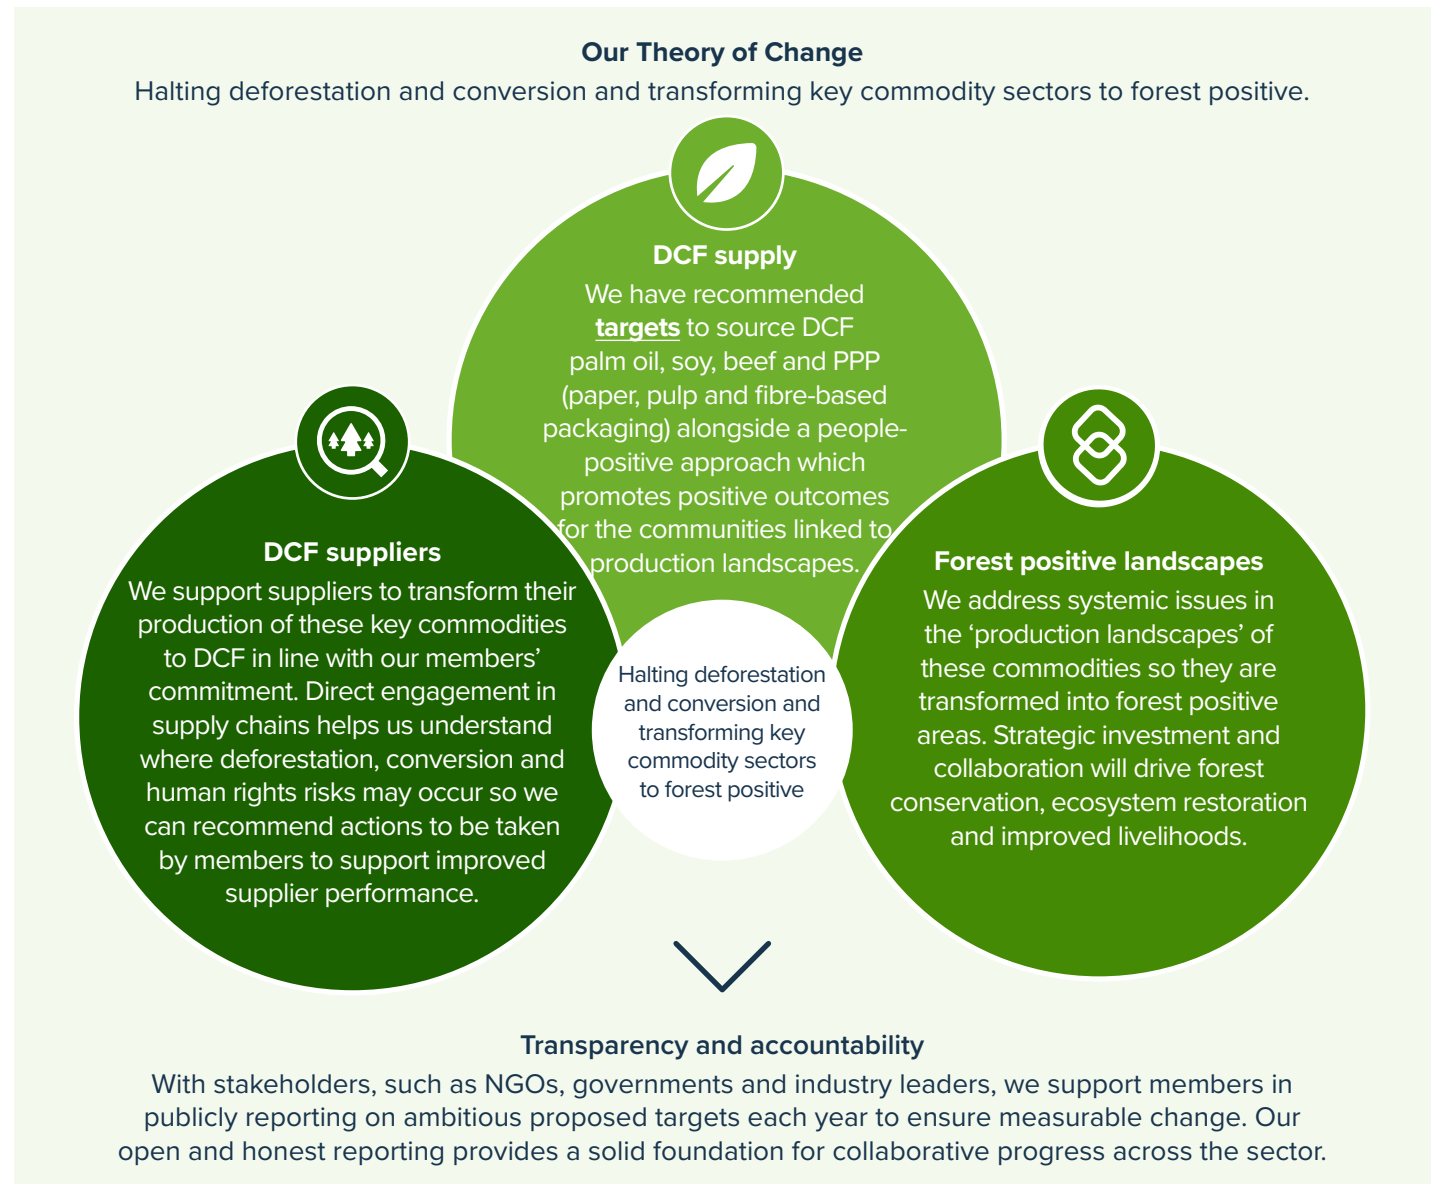 Our Theory of Change
Halting deforestation and conversion and transforming key commodity sectors to forest positive.
DCF supply
We have recommended
targets to source DCF
palm oil, soy, beef and PPP
(paper, pulp and fibre-based
packaging) alongside a people-
positive approach which
promotes positive outcomes
for the communities linked to
production landscapes.
DCF suppliers
We support suppliers to transform their
production of these key commodities
to DCF in line with our members’
commitment. Direct engagement in
supply chains helps us understand
where deforestation, conversion and
human rights risks may occur so we
can recommend actions to be taken
by members to support improved
supplier performance.
Halting deforestation
and conversion and
transforming key
commodity sectors
to forest positive
Forest positive landscapes
We address systemic issues in
the ‘production landscapes’ of
these commodities so they are
transformed into forest positive
areas. Strategic investment and
collaboration will drive forest
conservation, ecosystem restoration
and improved livelihoods.
Transparency and accountability
With stakeholders, such as NGOs, governments and industry leaders, we support members in
publicly reporting on ambitious proposed targets each year to ensure measurable change. Our
open and honest reporting provides a solid foundation for collaborative progress across the sector.